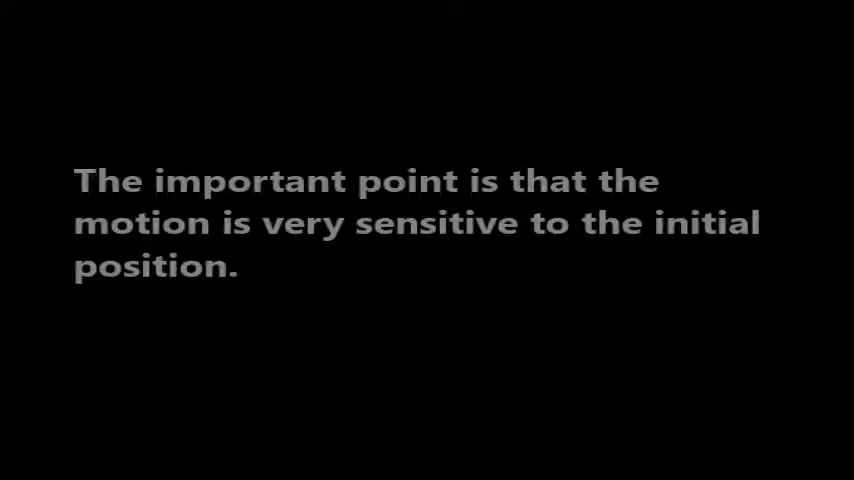 The important point is that the
motion is very sensitive to the initial
position.